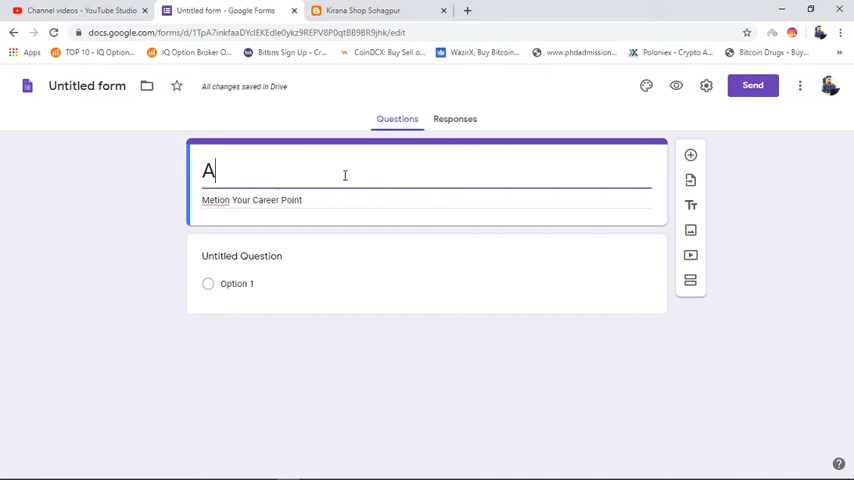 Channel videos - YouTube Studio
Untitled form - Google Forms
Kirana Shop Sohagpur
docs.google.com/forms/d/1TpA7inkfaaDYclEKEdle0ykz9REPV8P0qtBB9BR9jhk/edit
Apps
TOP 10 - IQ Option...
IQ Option Broker O...
Bitbns Sign Up - Cr...
CoinDCX: Buy Sell o...
WazirX, Buy Bitcoin...
www.phdadmission...
Poloniex - Crypto A...
Bitcoin Drugs - Buy...
Untitled form
All changes saved in Drive
Send
Questions
Responses
A
Metion Your Career Point
Untitled Question
Option 1